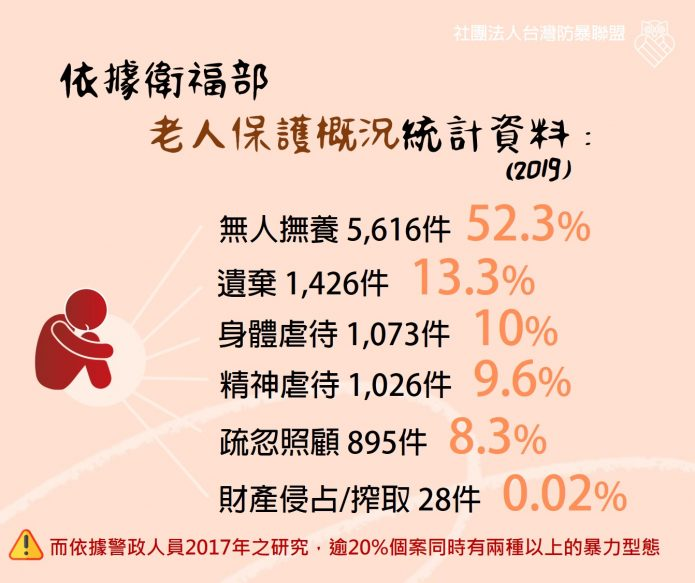 社團法人台灣防暴聯盟
依據衛福部
老人保護概況統計資料：
(2019)
無人撫養 5,616件 52.3%
遺棄 1,426件 13.3%
身體虐待 1,073件 10%
精神虐待 1,026件 9.6%
疏忽照顧 895件 8.3%
財產侵占/搾取 28件 0.02%
而依據警政人員2017年之研究，逾20%個案同時有兩種以上的暴力型態